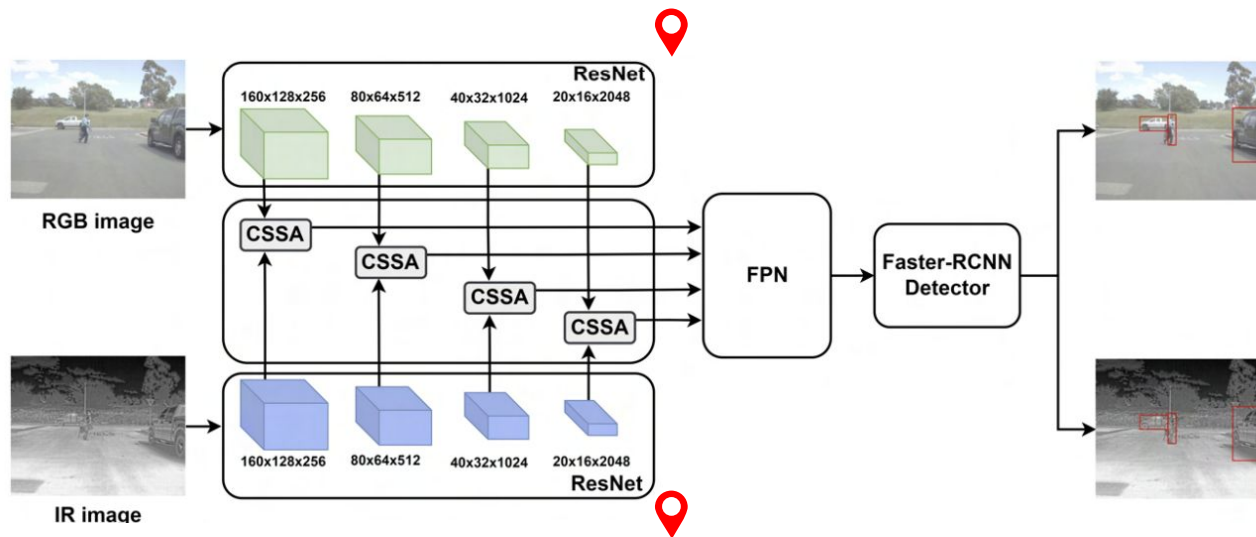 ResNet
160x128x256 80x64x512 40x32x1024 20x16x2048
RGB image
CSSA
CSSA
CSSA
CSSA
FPN
Faster-RCNN
Detector
160x128x256 80x64x512 40x32x1024 20x16x2048
ResNet
IR image